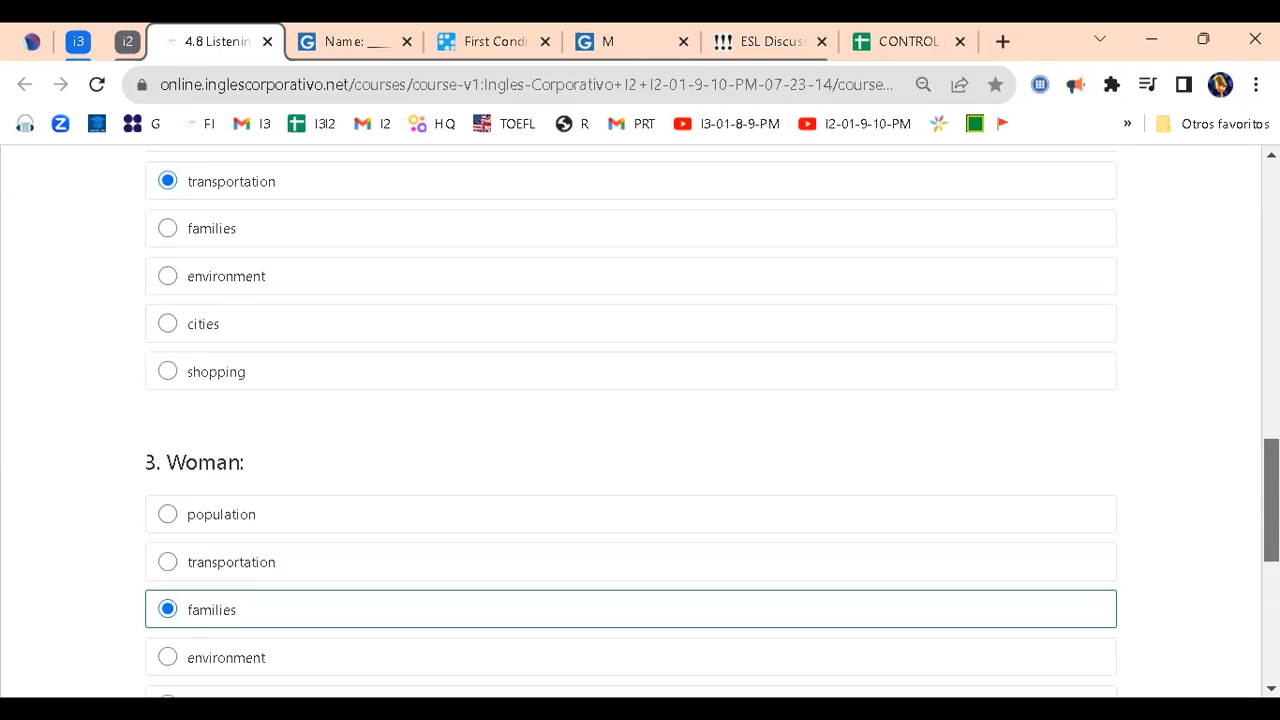 i3
i2
4.8 Listenin
Name: ____
First Condi
M
ESL Discus
CONTROL
online.inglescorporativo.net/courses/course-v1:Ingles-Corporativo+I2+I2-01-9-10-PM-07-23-14/course...
G
FI
I3
I3I2
I2
HQ
TOEFL
R
PRT
I3-01-8-9-PM
I2-01-9-10-PM
»
Otros favoritos
transportation
families
environment
cities
shopping
3. Woman:
population
transportation
families
environment